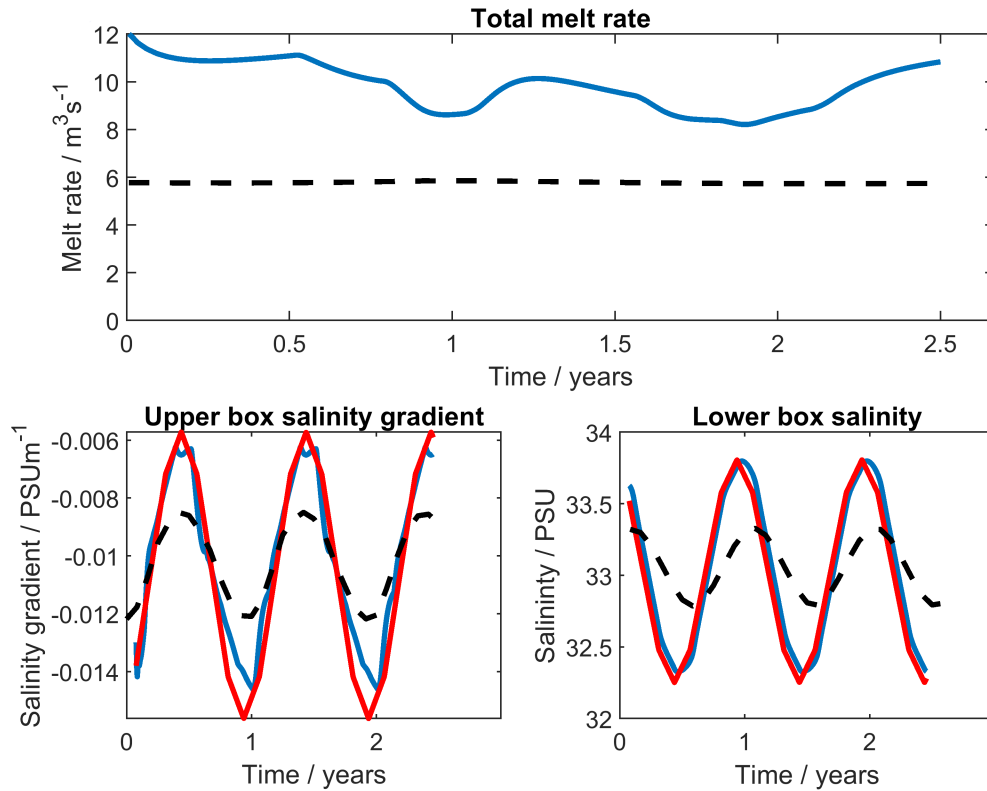 Total melt rate
Melt rate / m³s⁻¹
12
10
8
6
4
2
0
0 0.5 1 1.5 2 2.5
Time / years
Upper box salinity gradient
Salinity gradient / PSUm⁻¹
-0.006
-0.008
-0.01
-0.012
-0.014
0 1 2
Time / years
Lower box salinity
Salininty / PSU
34
33.5
33
32.5
32
0 1 2
Time / years